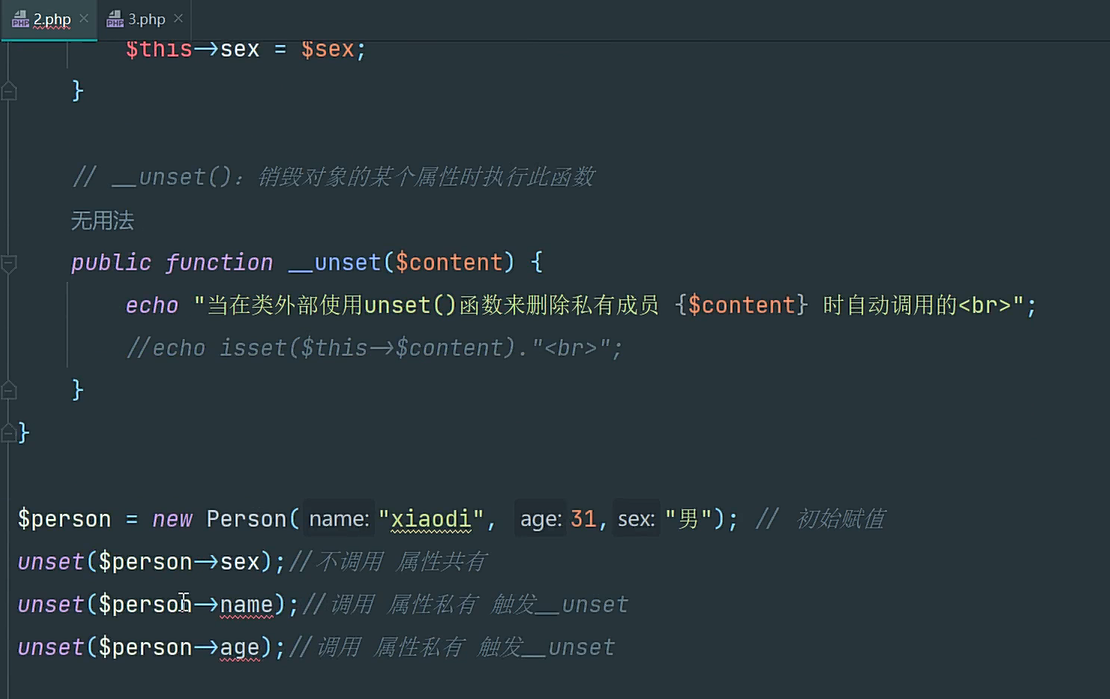 2.php × 3.php ×
$this->sex = $sex;
}
// __unset(): 销毁对象的某个属性时执行此函数
无用法
public function __unset($content) {
echo "当在类外部使用unset()函数来删除私有成员 {$content} 时自动调用的<br>";
//echo isset($this->$content)."<br>";
}
}
$person = new Person( name: "xiaodi", age: 31, sex: "男"); // 初始赋值
unset($person->sex);//不调用 属性共有
unset($person->name);//调用 属性私有 触发__unset
unset($person->age);//调用 属性私有 触发__unset